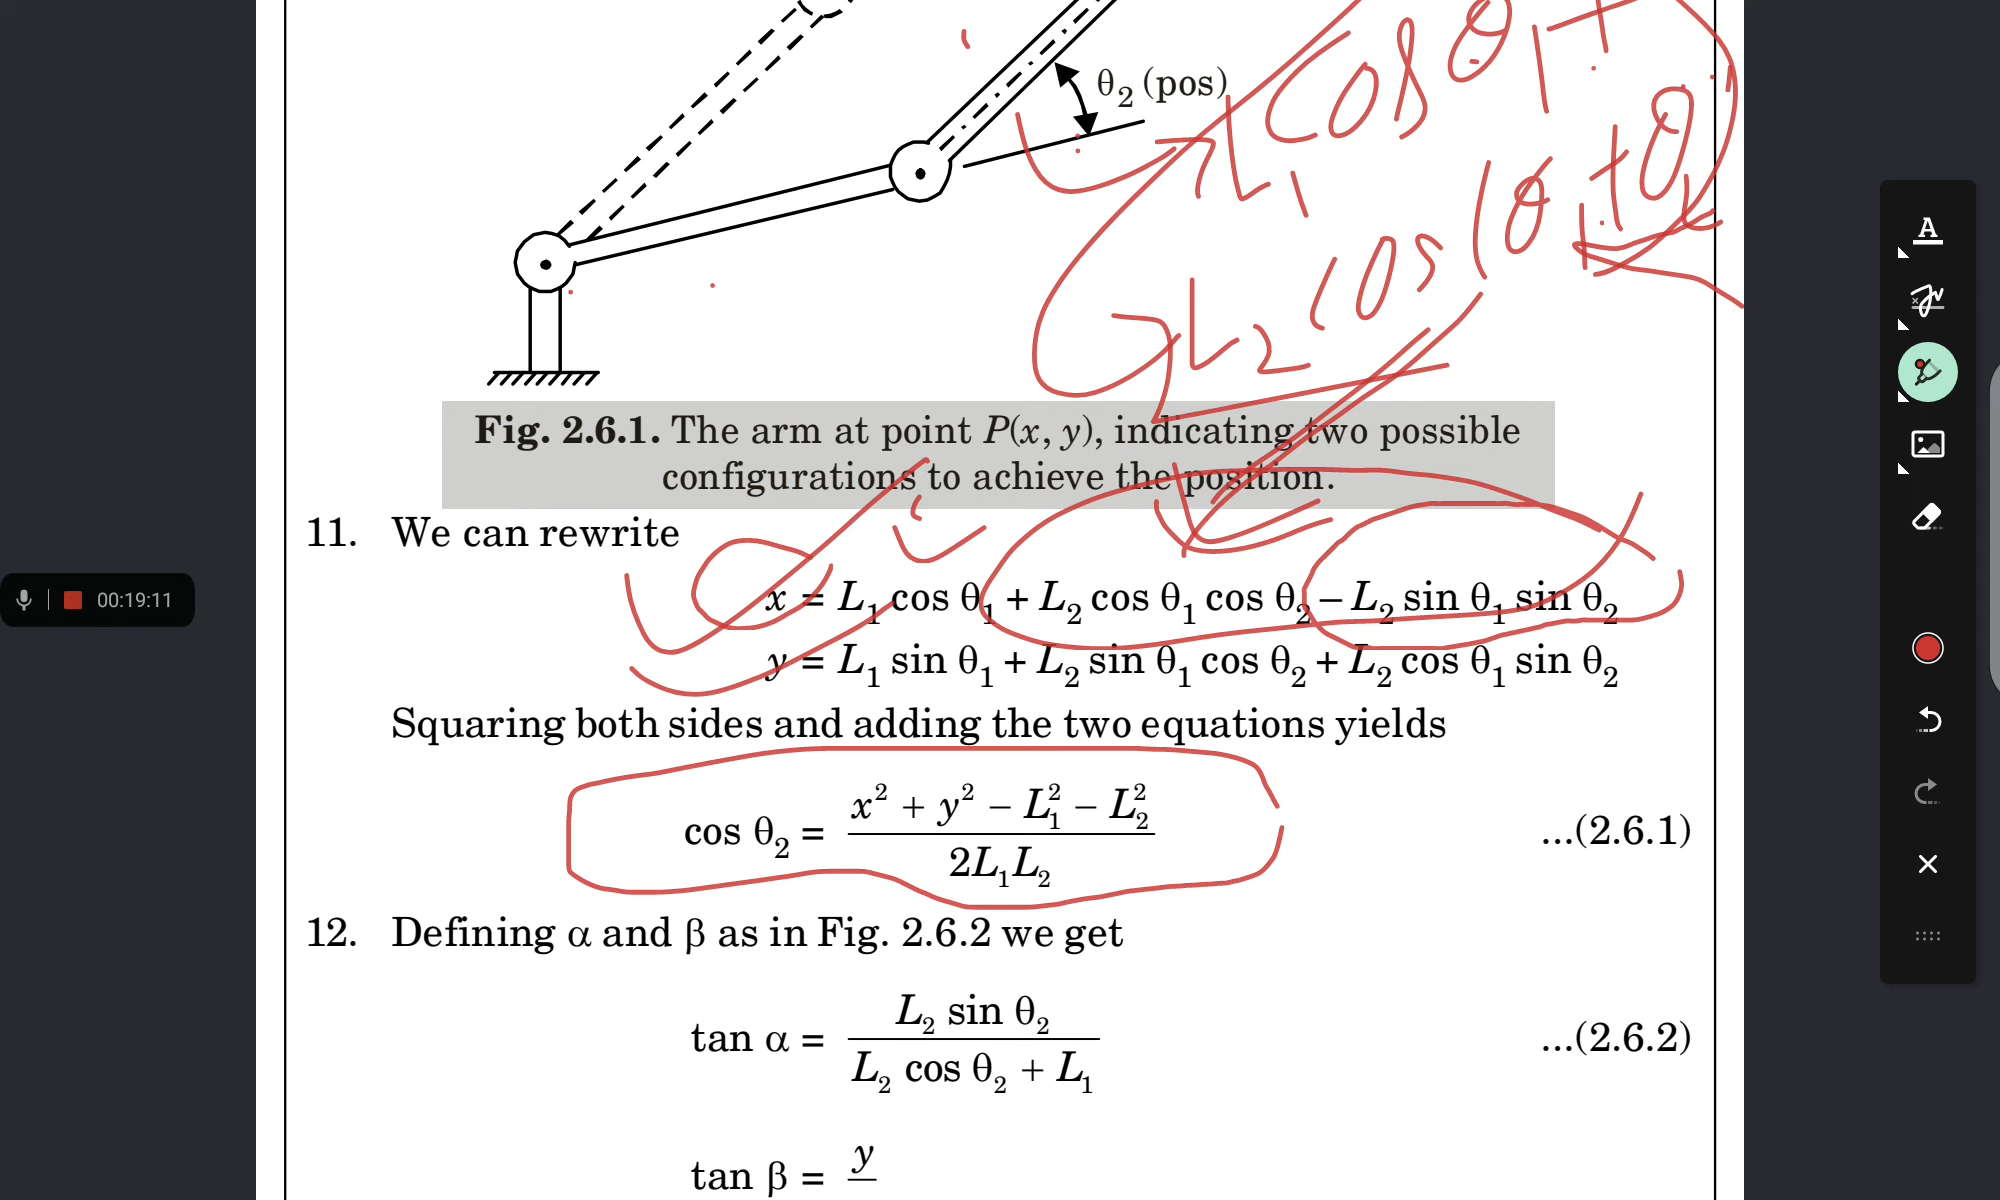 θ₂ (pos)
L₁ cos θ₁ +
L₂ cos (θ₁ + θ₂
Fig. 2.6.1. The arm at point P(x, y), indicating two possible
configurations to achieve the position.
11. We can rewrite
x = L₁ cos θ₁ + L₂ cos θ₁ cos θ₂ – L₂ sin θ₁ sin θ₂
00:19:11
y = L₁ sin θ₁ + L₂ sin θ₁ cos θ₂ + L₂ cos θ₁ sin θ₂
Squaring both sides and adding the two equations yields
cos θ₂ = (x² + y² – L₁² – L₂²) / (2L₁L₂) ...(2.6.1)
12. Defining α and β as in Fig. 2.6.2 we get
tan α = (L₂ sin θ₂) / (L₂ cos θ₂ + L₁) ...(2.6.2)
tan β = y
A